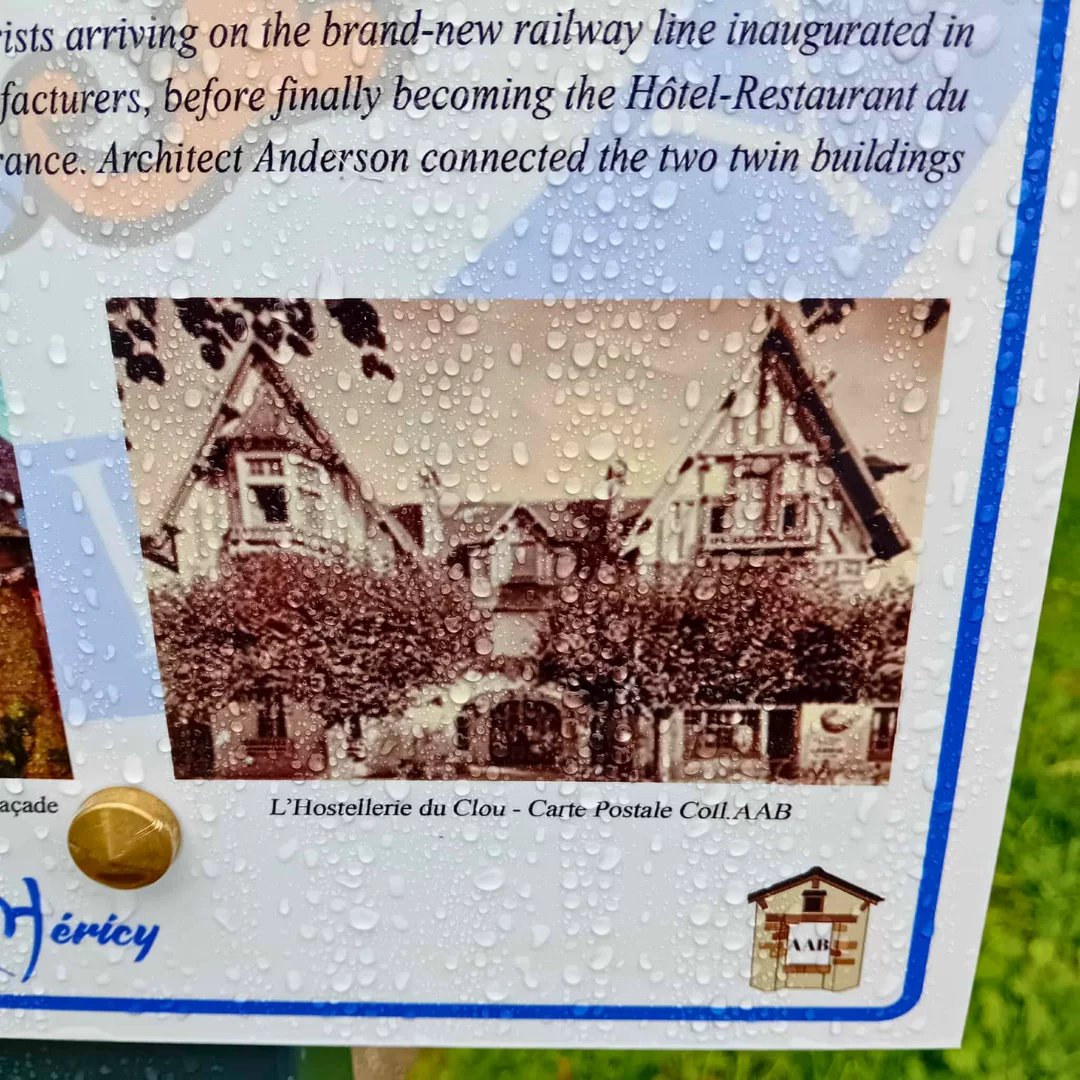 ists arriving on the brand-new railway line inaugurated in
facturers, before finally becoming the Hôtel-Restaurant du
rance. Architect Anderson connected the two twin buildings
açade
L'Hostellerie du Clou - Carte Postale Coll.AAB
Héricy
AAB